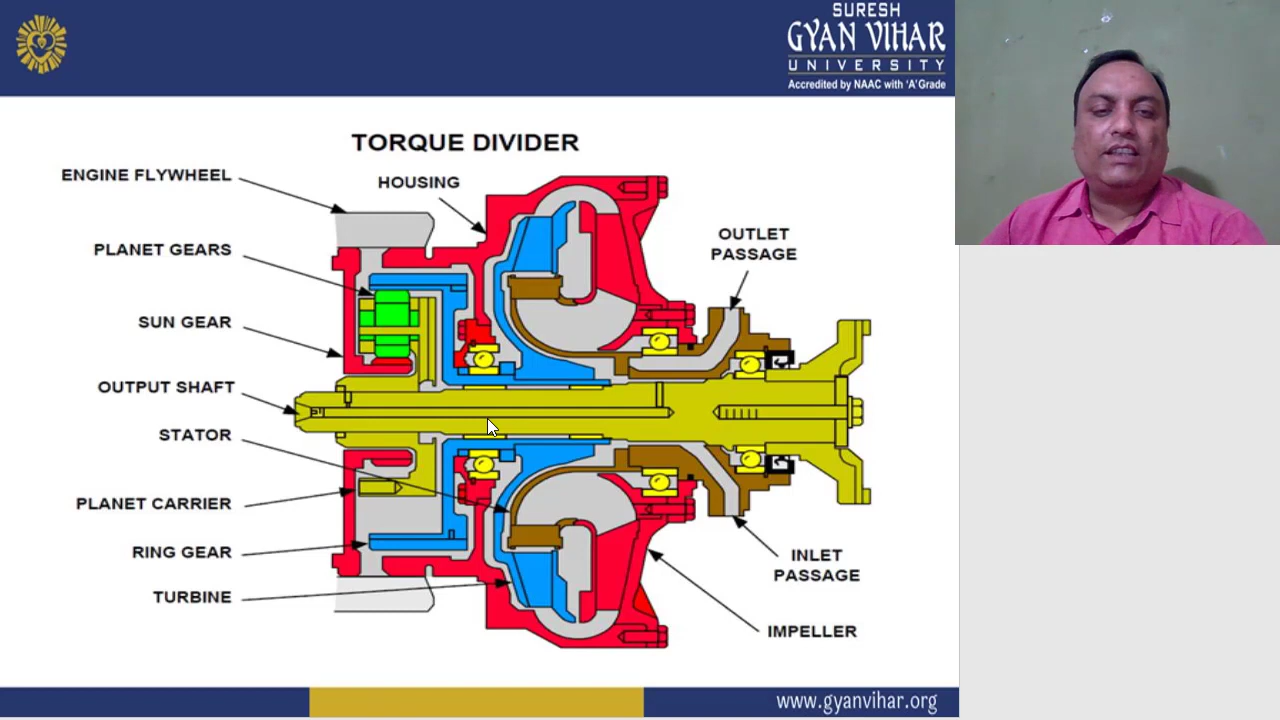 SURESH
GYAN VIHAR
UNIVERSITY
Accredited by NAAC with 'A' Grade
TORQUE DIVIDER
ENGINE FLYWHEEL
HOUSING
PLANET GEARS
OUTLET
PASSAGE
SUN GEAR
OUTPUT SHAFT
STATOR
PLANET CARRIER
RING GEAR
INLET
PASSAGE
TURBINE
IMPELLER
www.gyanvihar.org